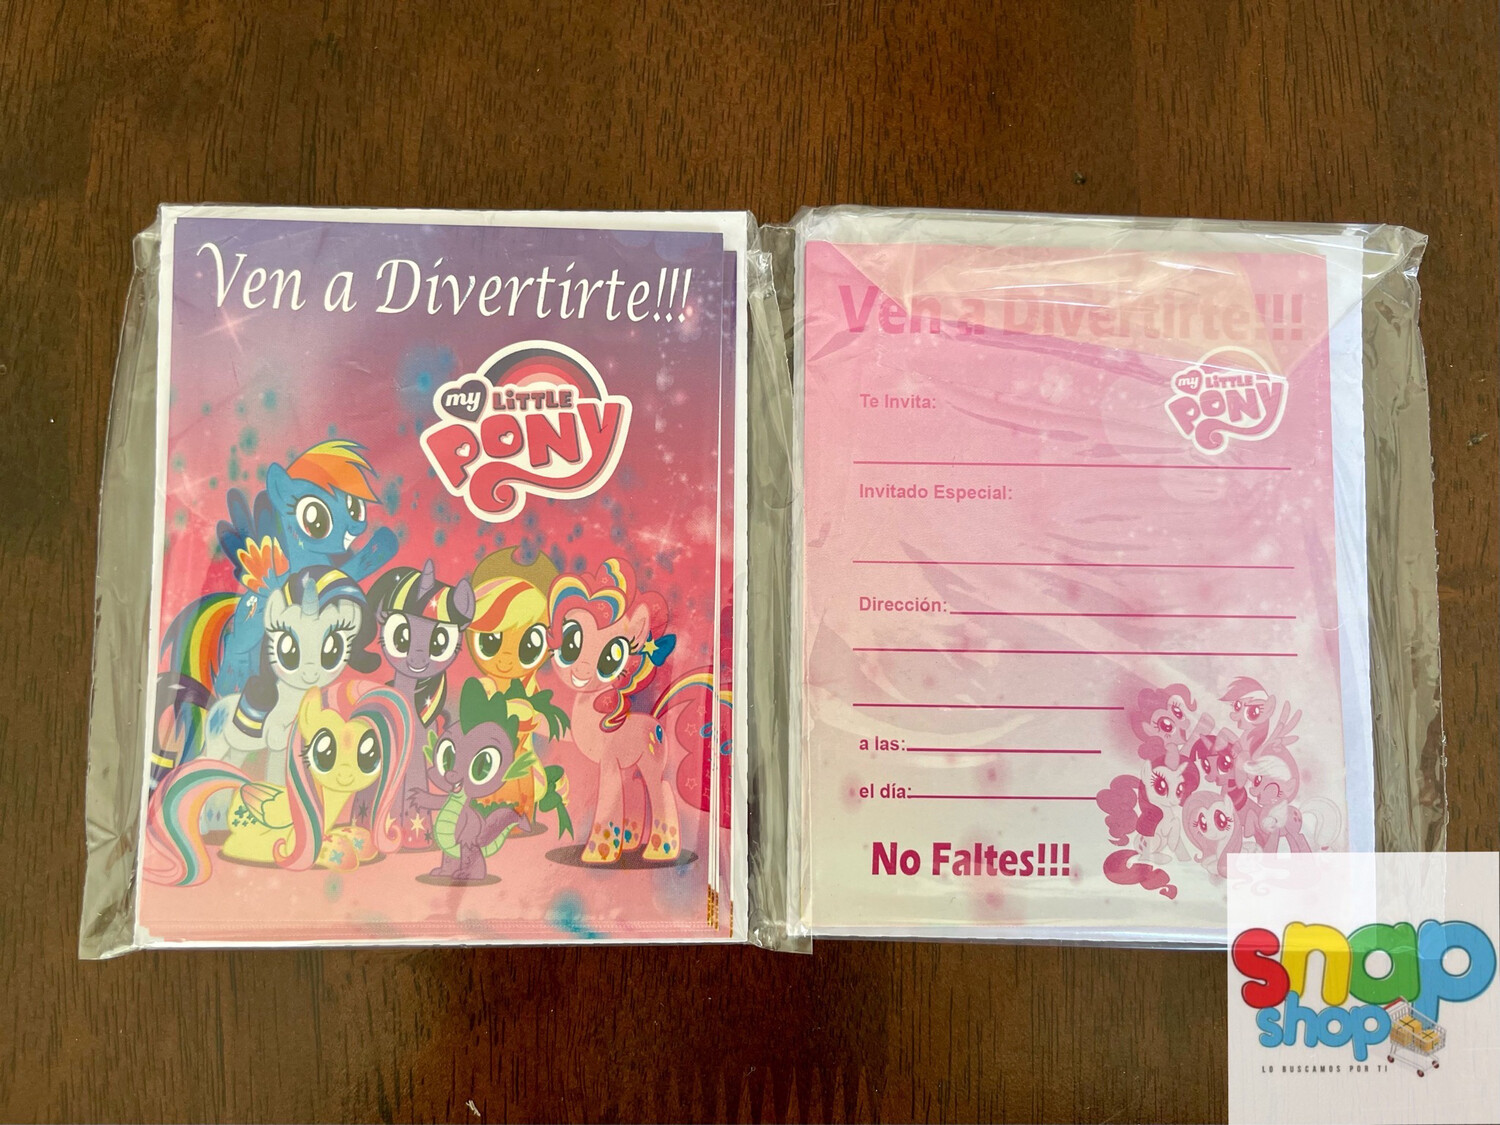 Ven a Divertirte!!!
my LiTTLE
PONY
Ven a Divertirte!!!
my LiTTLE
PONY
Te Invita:
Invitado Especial:
Dirección:
a las:
el día:
No Faltes!!!
snap
shop
LO BUSCAMOS POR TI